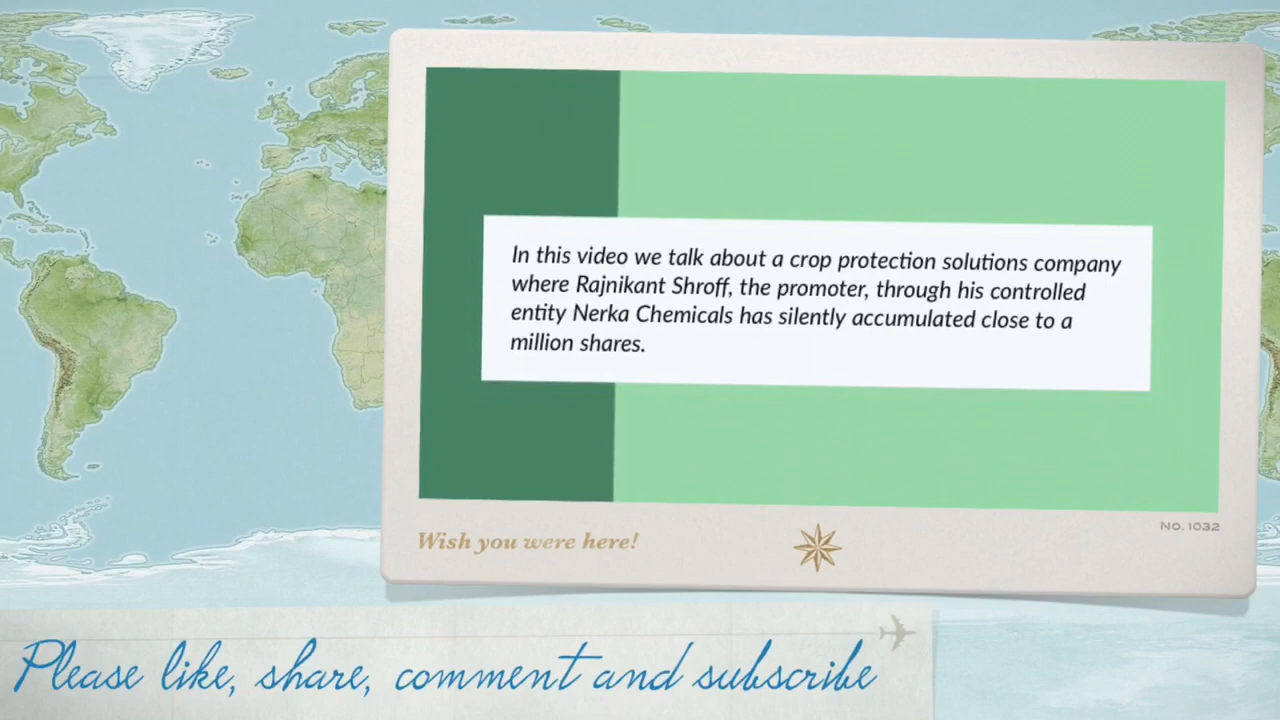 In this video we talk about a crop protection solutions company
where Rajnikant Shroff, the promoter, through his controlled
entity Nerka Chemicals has silently accumulated close to a
million shares.
Wish you were here!
No. 1032
Please like, share, comment and subscribe